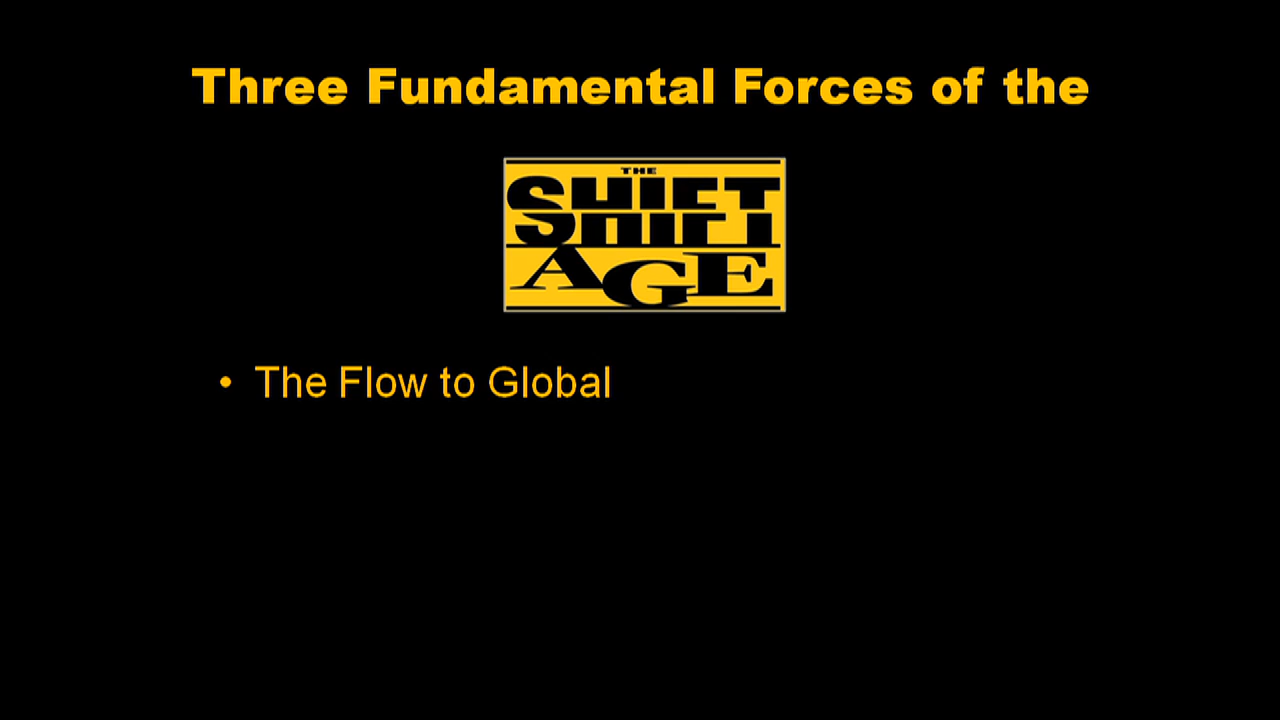 Three Fundamental Forces of the
THE
SHIFT
AGE
• The Flow to Global